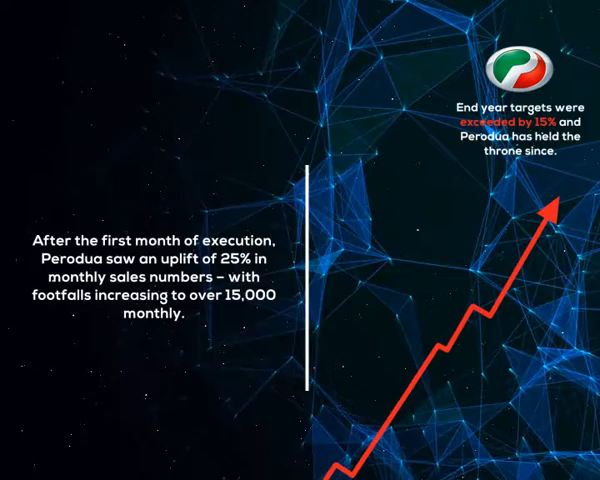 End year targets were
exceeded by 15% and
Perodua has held the
throne since.
After the first month of execution,
Perodua saw an uplift of 25% in
monthly sales numbers – with
footfalls increasing to over 15,000
monthly.